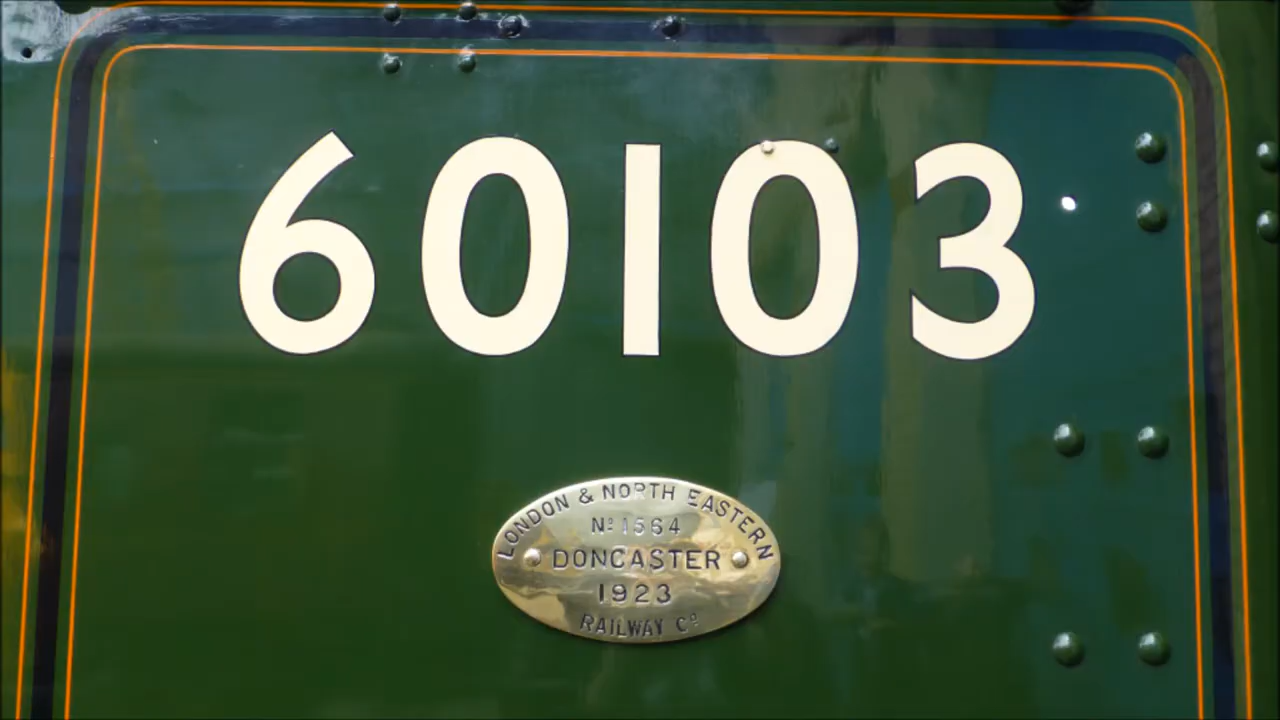 60103
LONDON & NORTH EASTERN
Nº 1564
DONCASTER
1923
RAILWAY Cº